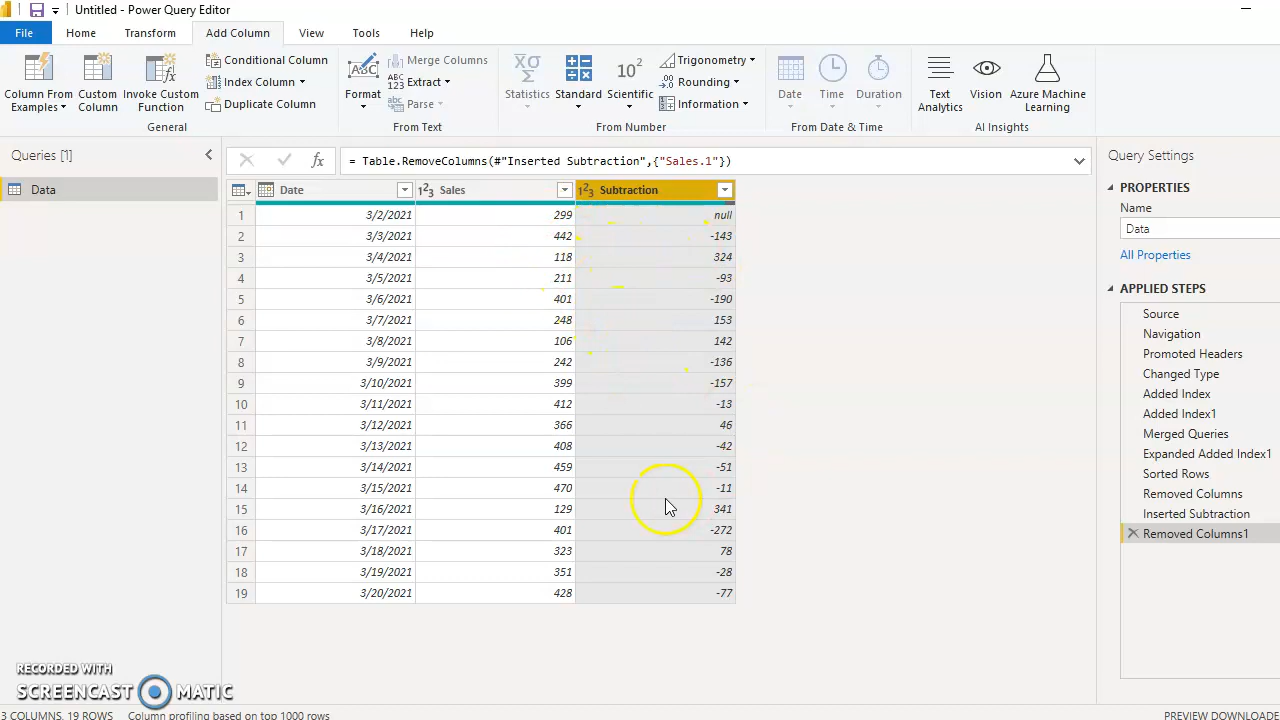 Untitled - Power Query Editor
File Home Transform Add Column View Tools Help
Column From Examples
Custom Column
Invoke Custom Function
Conditional Column
Index Column
Duplicate Column
General
Format
Merge Columns
Extract
Parse
From Text
Statistics
Standard
Scientific
Trigonometry
Rounding
Information
From Number
Date
Time
Duration
From Date & Time
Text Analytics
Vision
Azure Machine Learning
AI Insights
Queries [1]
Data
= Table.RemoveColumns(#"Inserted Subtraction",{"Sales.1"})
Date Sales Subtraction
1 3/2/2021 299 null
2 3/3/2021 442 -143
3 3/4/2021 118 324
4 3/5/2021 211 -93
5 3/6/2021 401 -190
6 3/7/2021 248 153
7 3/8/2021 106 142
8 3/9/2021 242 -136
9 3/10/2021 399 -157
10 3/11/2021 412 -13
11 3/12/2021 366 46
12 3/13/2021 408 -42
13 3/14/2021 459 -51
14 3/15/2021 470 -11
15 3/16/2021 129 341
16 3/17/2021 401 -272
17 3/18/2021 323 78
18 3/19/2021 351 -28
19 3/20/2021 428 -77
Query Settings
PROPERTIES
Name
Data
All Properties
APPLIED STEPS
Source
Navigation
Promoted Headers
Changed Type
Added Index
Added Index1
Merged Queries
Expanded Added Index1
Sorted Rows
Removed Columns
Inserted Subtraction
Removed Columns1
RECORDED WITH
SCREENCAST MATIC
3 COLUMNS, 19 ROWS Column profiling based on top 1000 rows
PREVIEW DOWNLOADE